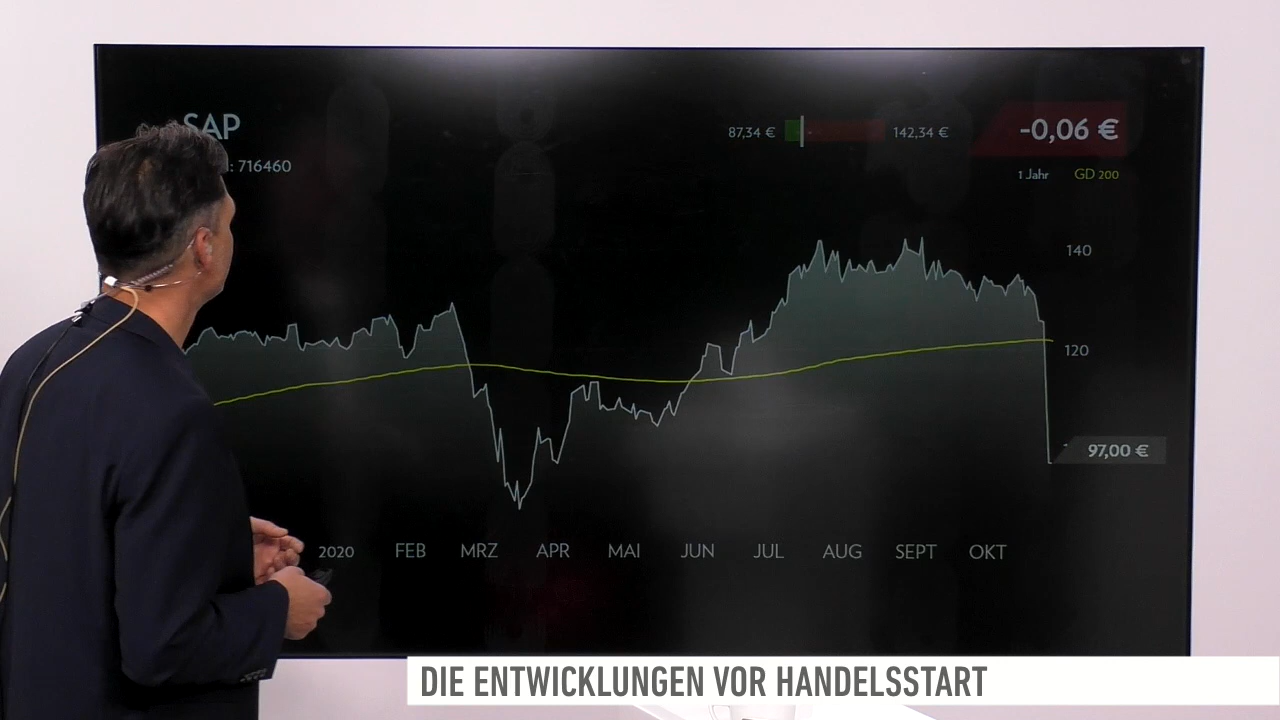 SAP
: 716460
87,34 €
142,34 €
-0,06 €
1 Jahr
GD 200
140
120
97,00 €
2020 FEB MRZ APR MAI JUN JUL AUG SEPT OKT
DIE ENTWICKLUNGEN VOR HANDELSSTART